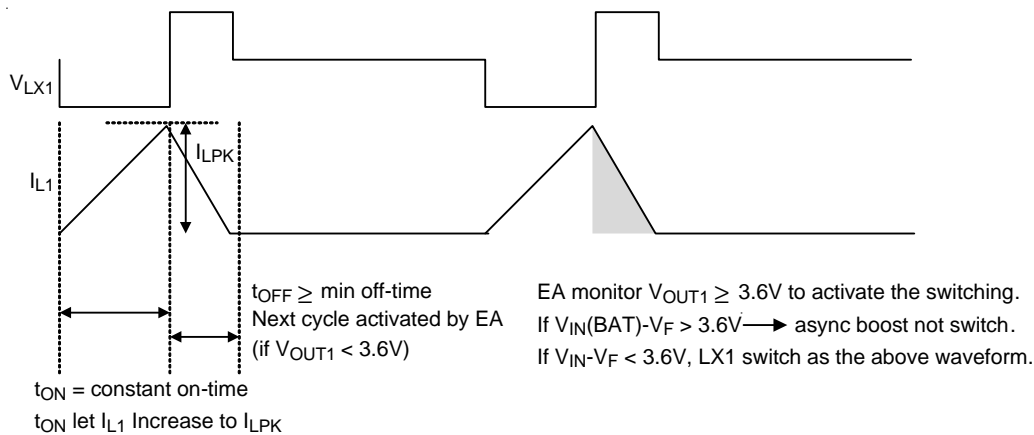 VLX1
ILPK
IL1
tOFF ≥ min off-time
Next cycle activated by EA
(if VOUT1 < 3.6V)
tON = constant on-time
tON let IL1 Increase to ILPK
EA monitor VOUT1 ≥ 3.6V to activate the switching.
If VIN(BAT)-VF > 3.6V → async boost not switch.
If VIN-VF < 3.6V, LX1 switch as the above waveform.